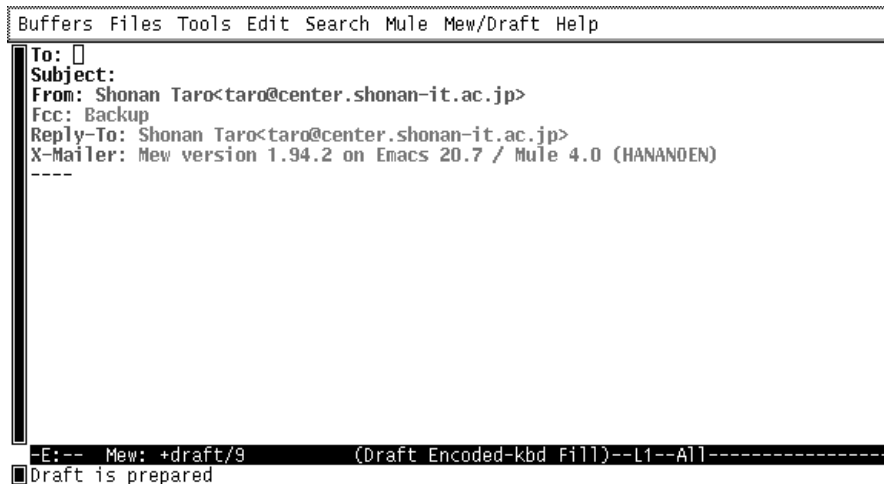 Buffers Files Tools Edit Search Mule Mew/Draft Help
To:
Subject:
From: Shonan Taro<taro@center.shonan-it.ac.jp>
Fcc: Backup
Reply-To: Shonan Taro<taro@center.shonan-it.ac.jp>
X-Mailer: Mew version 1.94.2 on Emacs 20.7 / Mule 4.0 (HANANOEN)
----
-E:--  Mew: +draft/9          (Draft Encoded-kbd Fill)--L1--All----------------
Draft is prepared